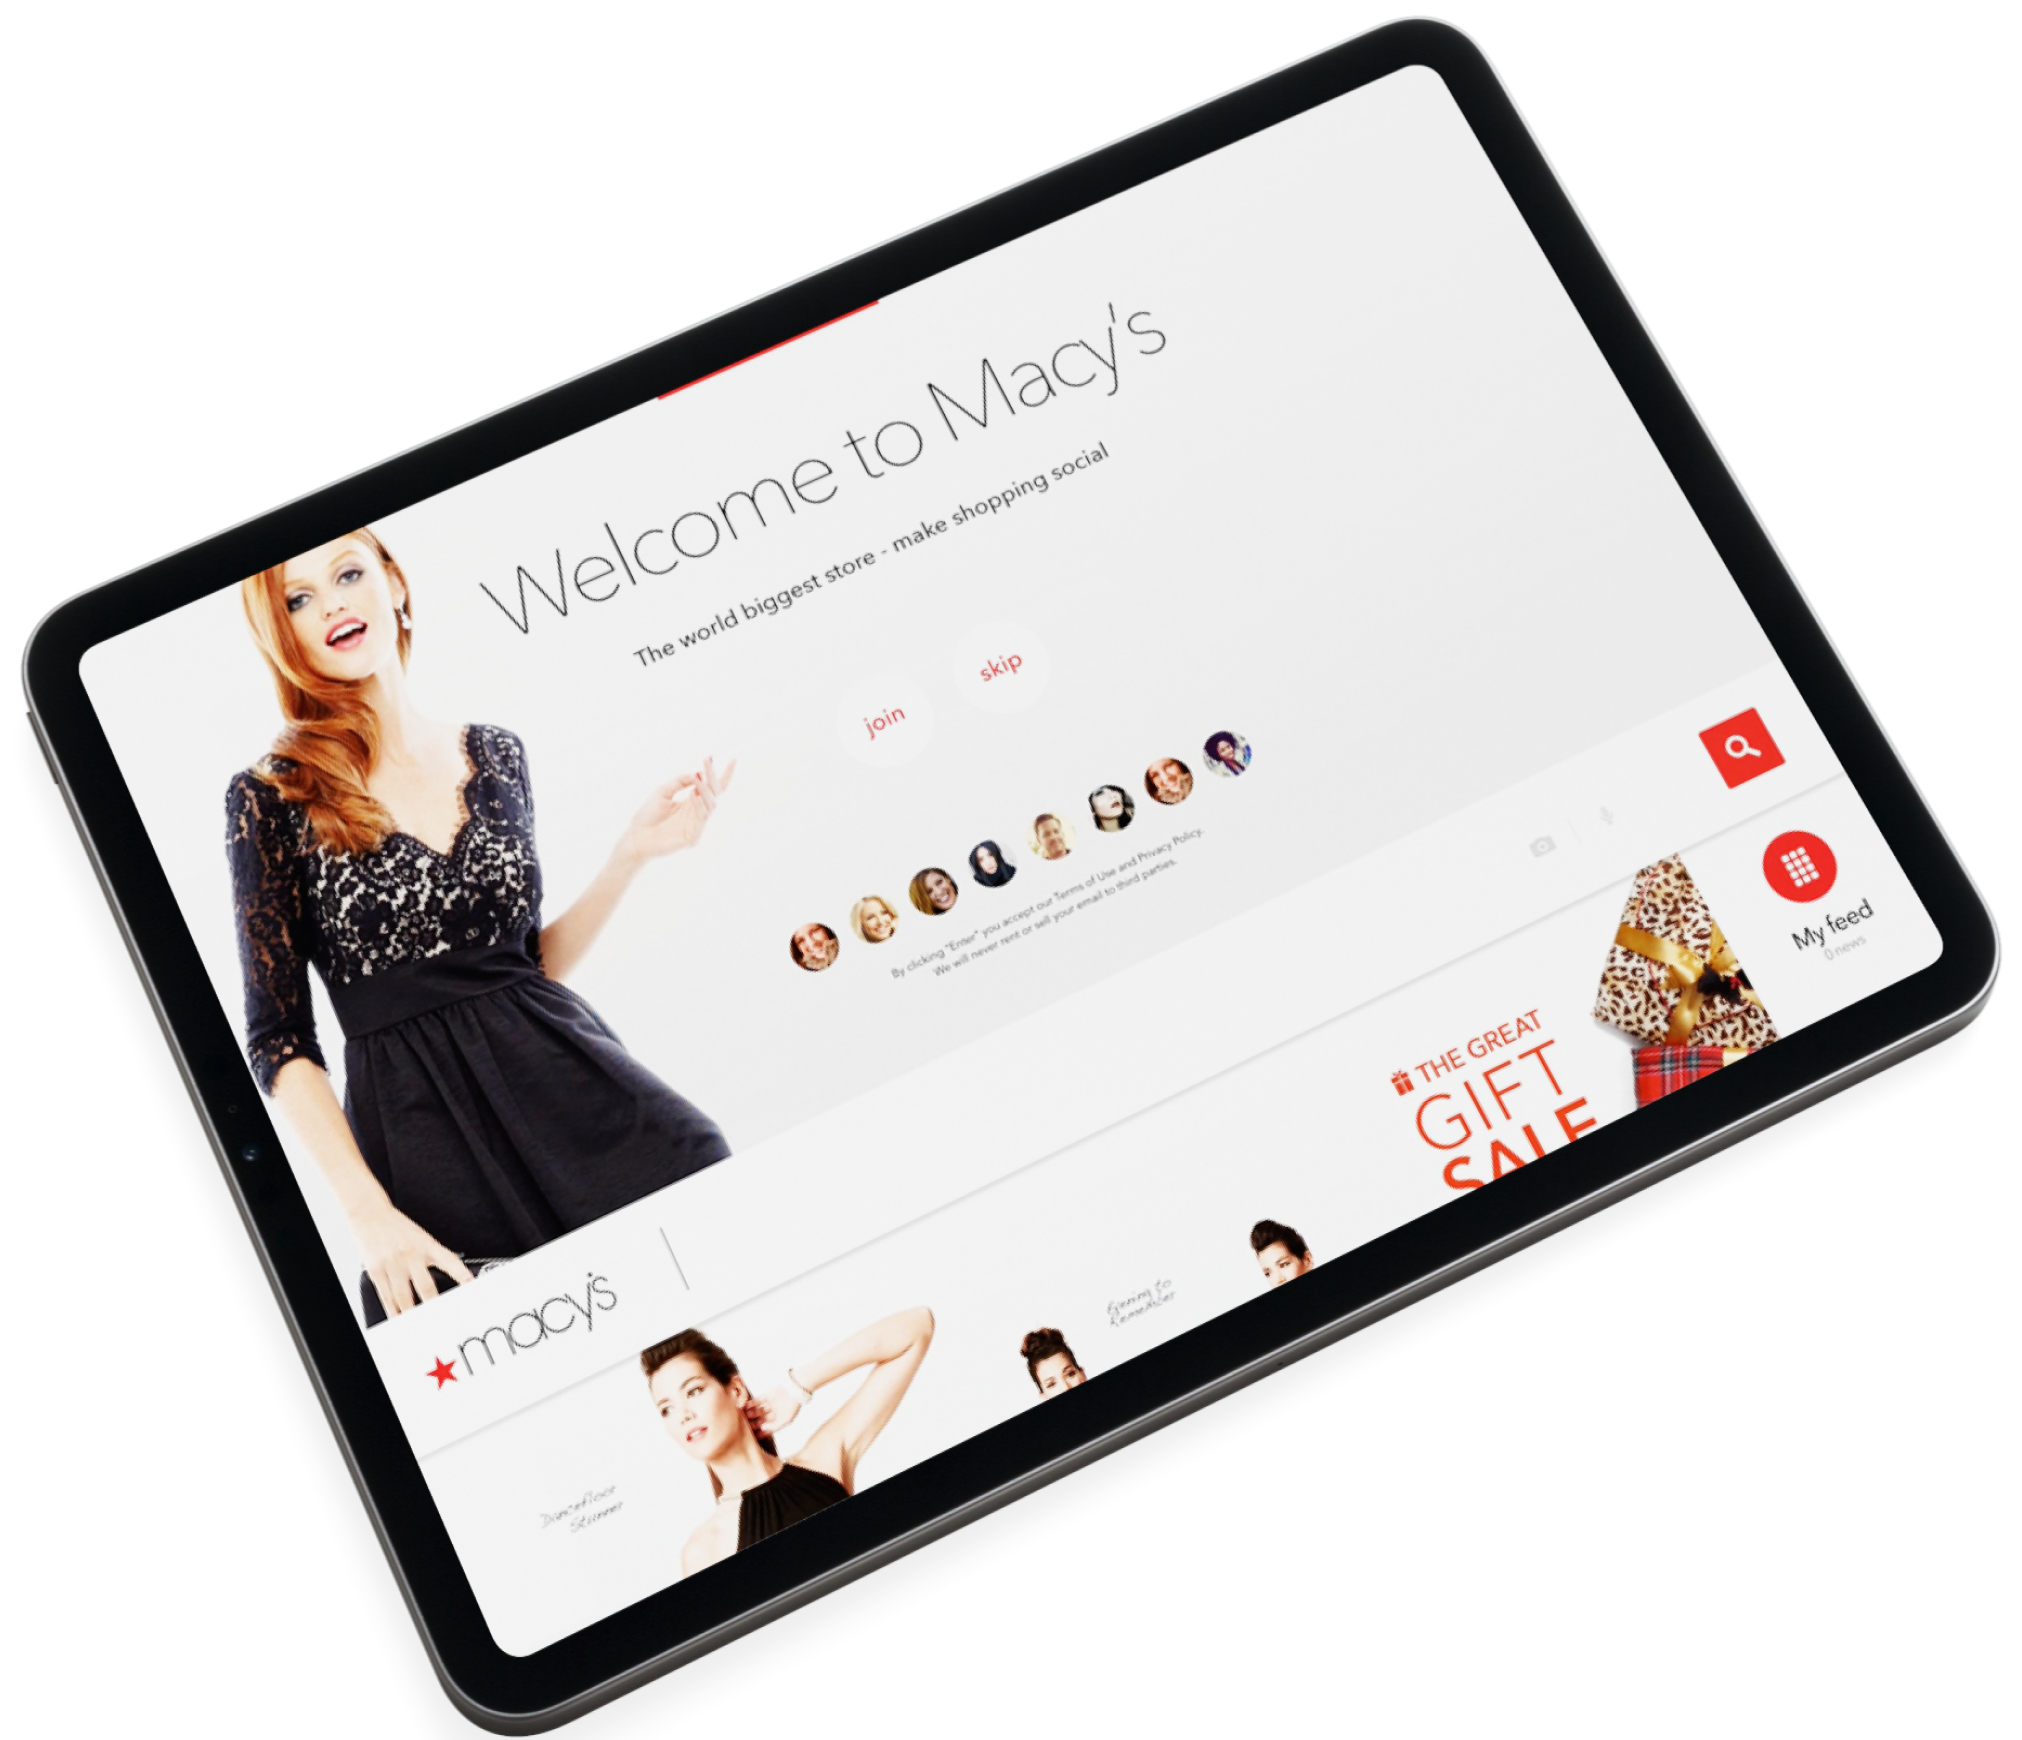 Welcome to Macy's
The world biggest store - make shopping social
join
skip
By clicking "Enter" you accept our Terms of Use and Privacy Policy.
We will never rent or sell your email to third parties.
★macy's
My feed
0 news
THE GREAT
GIFT
SALE
Evening to
Remember
Dancefloor
Stunner